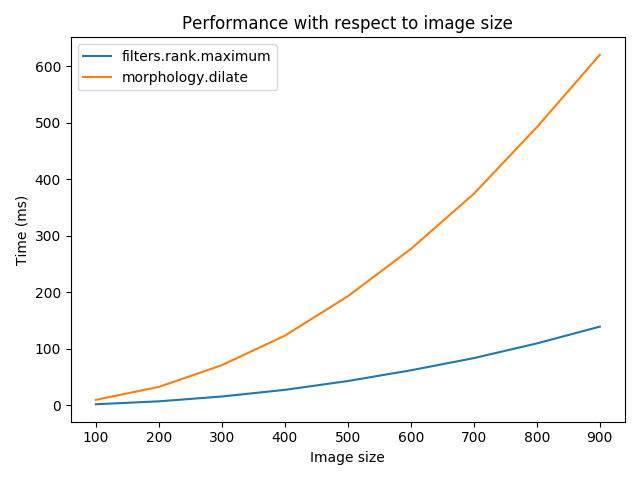 Performance with respect to image size
filters.rank.maximum
morphology.dilate
Time (ms)
600
500
400
300
200
100
0
100 200 300 400 500 600 700 800 900
Image size